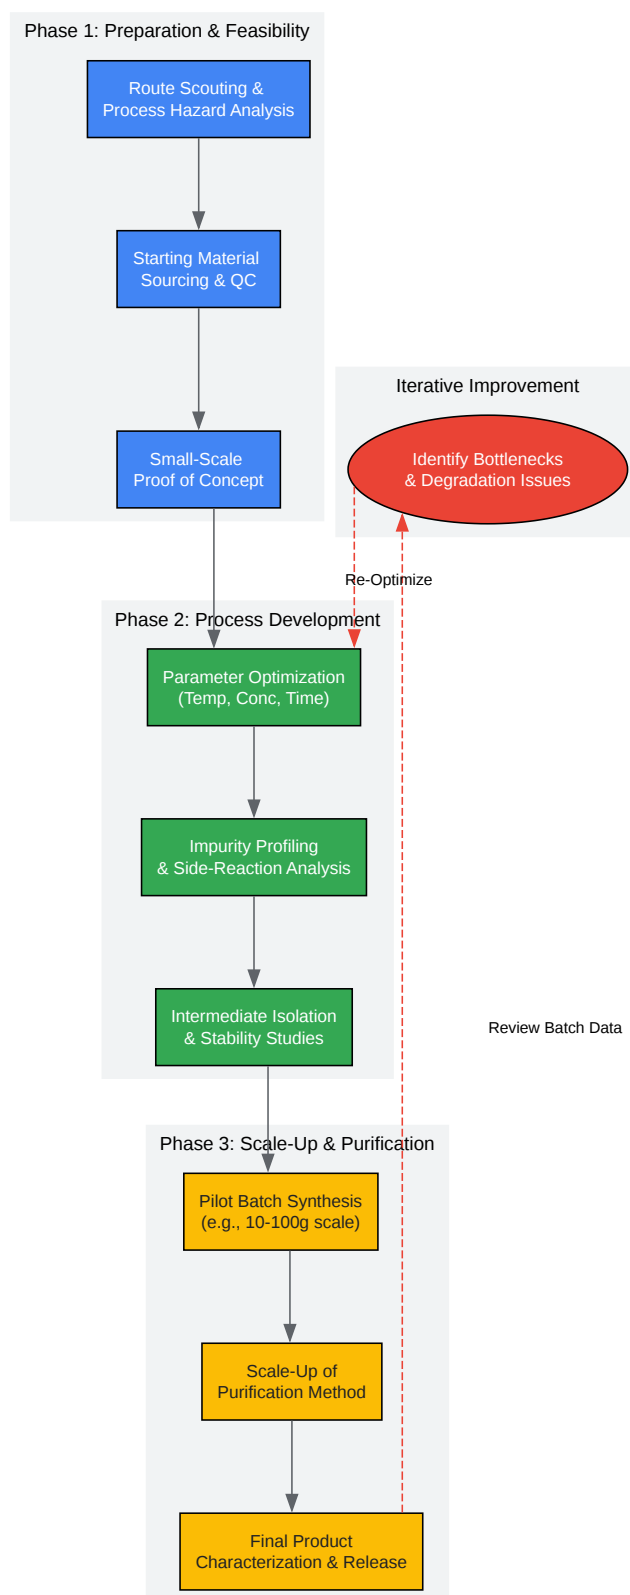 Phase 1: Preparation & Feasibility
Route Scouting &
Process Hazard Analysis
Starting Material
Sourcing & QC
Small-Scale
Proof of Concept
Iterative Improvement
Identify Bottlenecks
& Degradation Issues
Re-Optimize
Phase 2: Process Development
Parameter Optimization
(Temp, Conc, Time)
Impurity Profiling
& Side-Reaction Analysis
Intermediate Isolation
& Stability Studies
Review Batch Data
Phase 3: Scale-Up & Purification
Pilot Batch Synthesis
(e.g., 10-100g scale)
Scale-Up of
Purification Method
Final Product
Characterization & Release